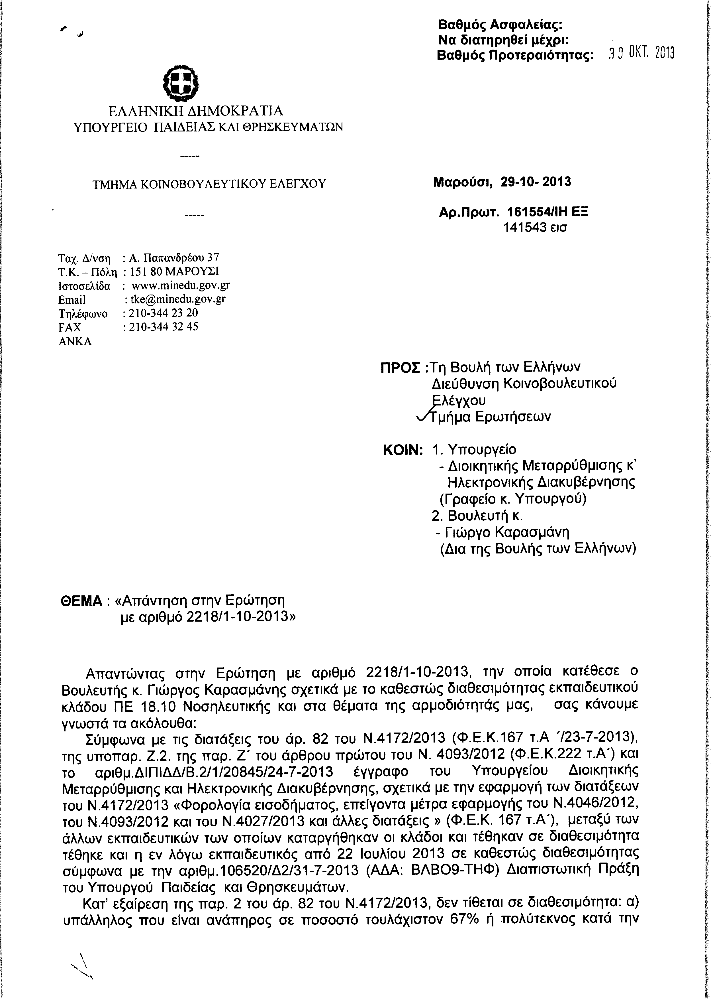 Βαθμός Ασφαλείας:
Να διατηρηθεί μέχρι:
Βαθμός Προτεραιότητας: 30 ΟΚΤ. 2013
ΕΛΛΗΝΙΚΗ ΔΗΜΟΚΡΑΤΙΑ
ΥΠΟΥΡΓΕΙΟ ΠΑΙΔΕΙΑΣ ΚΑΙ ΘΡΗΣΚΕΥΜΑΤΩΝ
-----
ΤΜΗΜΑ ΚΟΙΝΟΒΟΥΛΕΥΤΙΚΟΥ ΕΛΕΓΧΟΥ
-----
Μαρούσι, 29-10- 2013
Αρ.Πρωτ. 161554/ΙΗ ΕΞ
141543 εισ
Ταχ. Δ/νση : Α. Παπανδρέου 37
Τ.Κ. – Πόλη : 151 80 ΜΑΡΟΥΣΙ
Ιστοσελίδα : www.minedu.gov.gr
Email : tke@minedu.gov.gr
Τηλέφωνο : 210-344 23 20
FAX : 210-344 32 45
ΑΝΚΑ
ΠΡΟΣ :Τη Βουλή των Ελλήνων
Διεύθυνση Κοινοβουλευτικού
Ελέγχου
Τμήμα Ερωτήσεων
ΚΟΙΝ: 1. Υπουργείο
- Διοικητικής Μεταρρύθμισης κ’
Ηλεκτρονικής Διακυβέρνησης
(Γραφείο κ. Υπουργού)
2. Βουλευτή κ.
- Γιώργο Καρασμάνη
(Δια της Βουλής των Ελλήνων)
ΘΕΜΑ : «Απάντηση στην Ερώτηση
με αριθμό 2218/1-10-2013»
Απαντώντας στην Ερώτηση με αριθμό 2218/1-10-2013, την οποία κατέθεσε ο
Βουλευτής κ. Γιώργος Καρασμάνης σχετικά με το καθεστώς διαθεσιμότητας εκπαιδευτικού
κλάδου ΠΕ 18.10 Νοσηλευτικής και στα θέματα της αρμοδιότητάς μας, σας κάνουμε
γνωστά τα ακόλουθα:
Σύμφωνα με τις διατάξεις του άρ. 82 του Ν.4172/2013 (Φ.Ε.Κ.167 τ.Α ΄/23-7-2013),
της υποπαρ. Ζ.2. της παρ. Ζ΄ του άρθρου πρώτου του Ν. 4093/2012 (Φ.Ε.Κ.222 τ.Α΄) και
το αριθμ.ΔΙΠΙΔΔ/Β.2/1/20845/24-7-2013 έγγραφο του Υπουργείου Διοικητικής
Μεταρρύθμισης και Ηλεκτρονικής Διακυβέρνησης, σχετικά με την εφαρμογή των διατάξεων
του Ν.4172/2013 «Φορολογία εισοδήματος, επείγοντα μέτρα εφαρμογής του Ν.4046/2012,
του Ν.4093/2012 και του Ν.4027/2013 και άλλες διατάξεις » (Φ.Ε.Κ. 167 τ.Α΄), μεταξύ των
άλλων εκπαιδευτικών των οποίων καταργήθηκαν οι κλάδοι και τέθηκαν σε διαθεσιμότητα
τέθηκε και η εν λόγω εκπαιδευτικός από 22 Ιουλίου 2013 σε καθεστώς διαθεσιμότητας
σύμφωνα με την αριθμ.106520/Δ2/31-7-2013 (ΑΔΑ: ΒΛΒΟ9-ΤΗΦ) Διαπιστωτική Πράξη
του Υπουργού Παιδείας και Θρησκευμάτων.
Κατ’ εξαίρεση της παρ. 2 του άρ. 82 του Ν.4172/2013, δεν τίθεται σε διαθεσιμότητα: α)
υπάλληλος που είναι ανάπηρος σε ποσοστό τουλάχιστον 67% ή πολύτεκνος κατά την